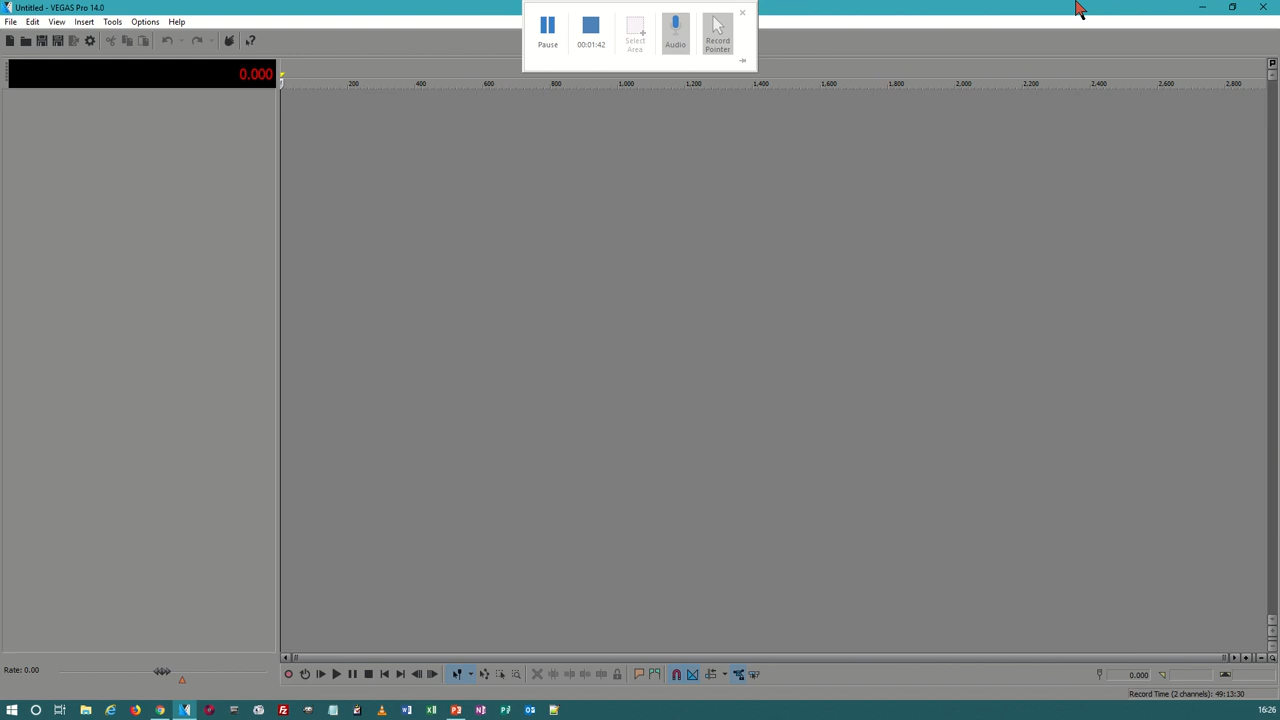 Untitled - VEGAS Pro 14.0
File Edit View Insert Tools Options Help
Pause
00:01:42
Select Area
Audio
Record Pointer
0.000
200 400 600 800 1,000 1,200 1,400 1,600 1,800 2,000 2,200 2,400 2,600 2,800
Rate: 0.00
0.000
Record Time (2 channels): 49:13:30
16:26